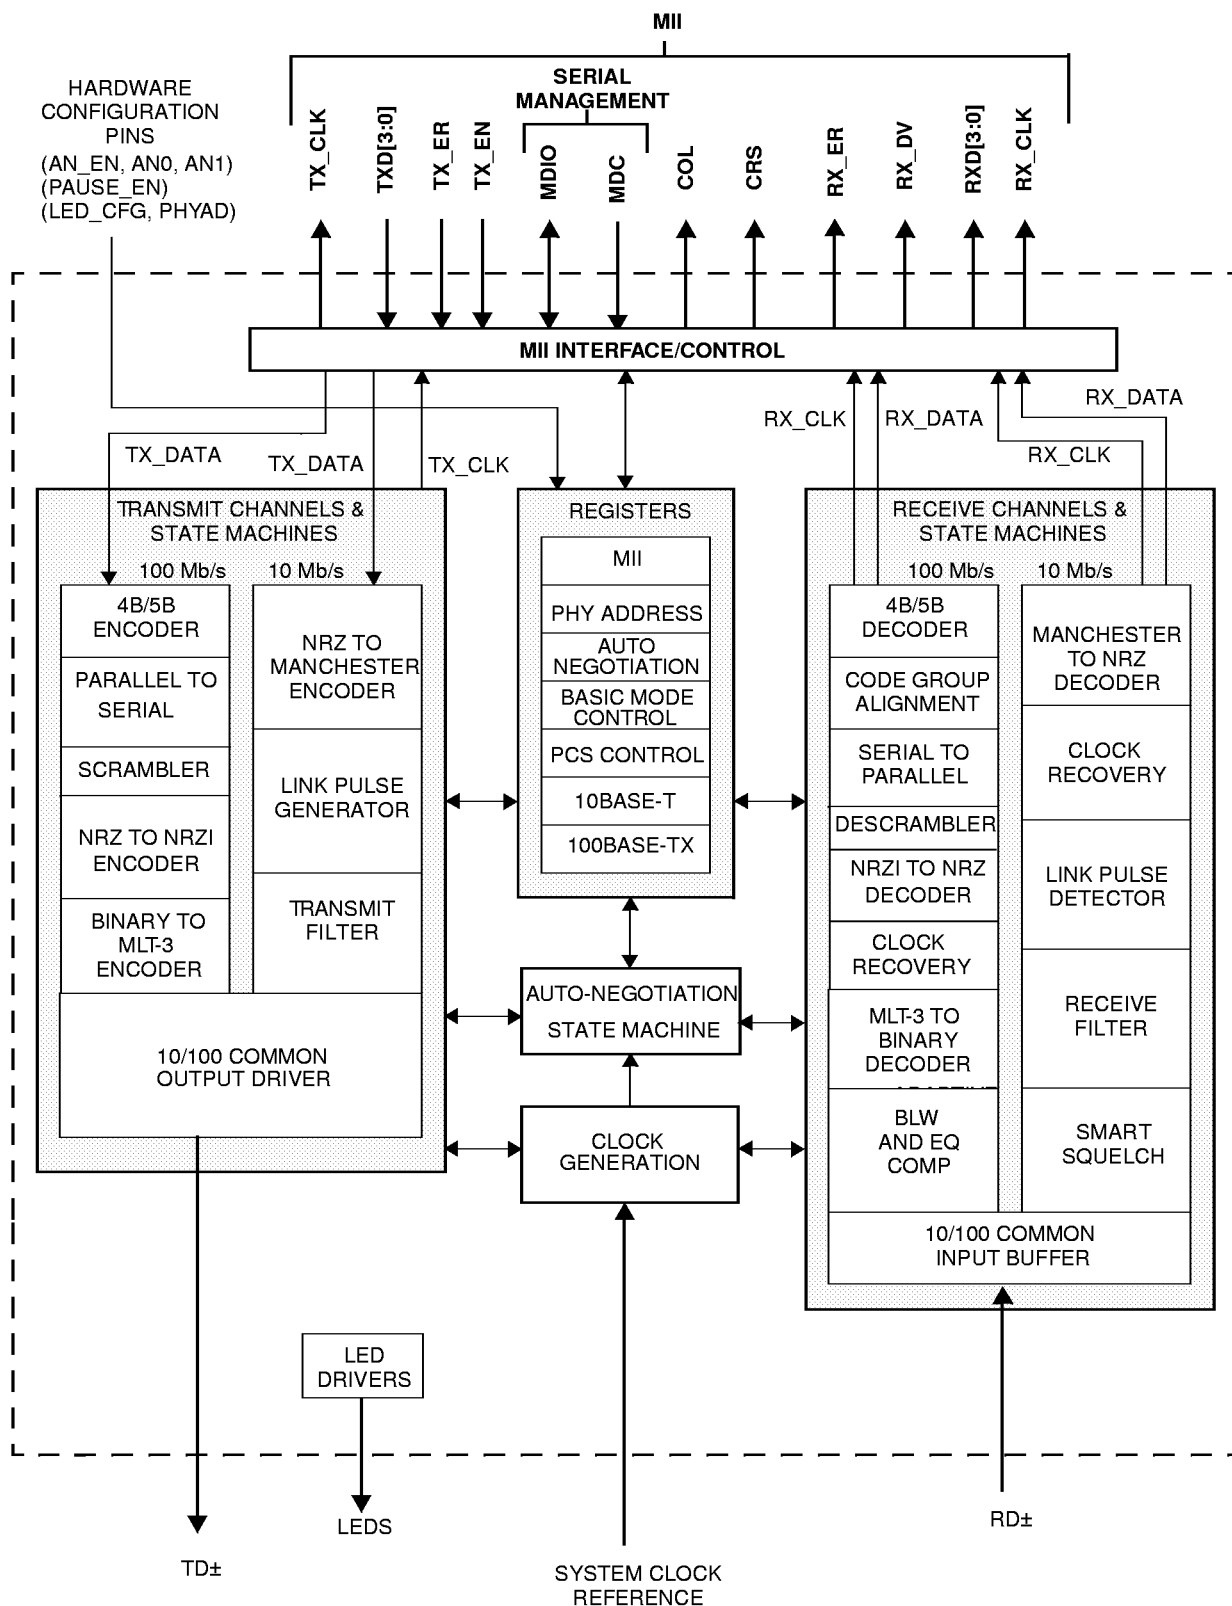 MII
SERIAL
MANAGEMENT
HARDWARE
CONFIGURATION
PINS
(AN_EN, AN0, AN1)
(PAUSE_EN)
(LED_CFG, PHYAD)
TX_CLK
TXD[3:0]
TX_ER
TX_EN
MDIO
MDC
COL
CRS
RX_ER
RX_DV
RXD[3:0]
RX_CLK
MII INTERFACE/CONTROL
TX_DATA
TX_DATA
TX_CLK
RX_CLK
RX_DATA
RX_CLK
RX_DATA
TRANSMIT CHANNELS &
STATE MACHINES
100 Mb/s
10 Mb/s
4B/5B
ENCODER
PARALLEL TO
SERIAL
SCRAMBLER
NRZ TO NRZI
ENCODER
BINARY TO
MLT-3
ENCODER
NRZ TO
MANCHESTER
ENCODER
LINK PULSE
GENERATOR
TRANSMIT
FILTER
10/100 COMMON
OUTPUT DRIVER
REGISTERS
MII
PHY ADDRESS
AUTO
NEGOTIATION
BASIC MODE
CONTROL
PCS CONTROL
10BASE-T
100BASE-TX
AUTO-NEGOTIATION
STATE MACHINE
CLOCK
GENERATION
RECEIVE CHANNELS &
STATE MACHINES
100 Mb/s
10 Mb/s
4B/5B
DECODER
CODE GROUP
ALIGNMENT
SERIAL TO
PARALLEL
DESCRAMBLER
NRZI TO NRZ
DECODER
CLOCK
RECOVERY
MLT-3 TO
BINARY
DECODER
BLW
AND EQ
COMP
MANCHESTER
TO NRZ
DECODER
CLOCK
RECOVERY
LINK PULSE
DETECTOR
RECEIVE
FILTER
SMART
SQUELCH
10/100 COMMON
INPUT BUFFER
LED
DRIVERS
LEDS
TD±
SYSTEM CLOCK
REFERENCE
RD±